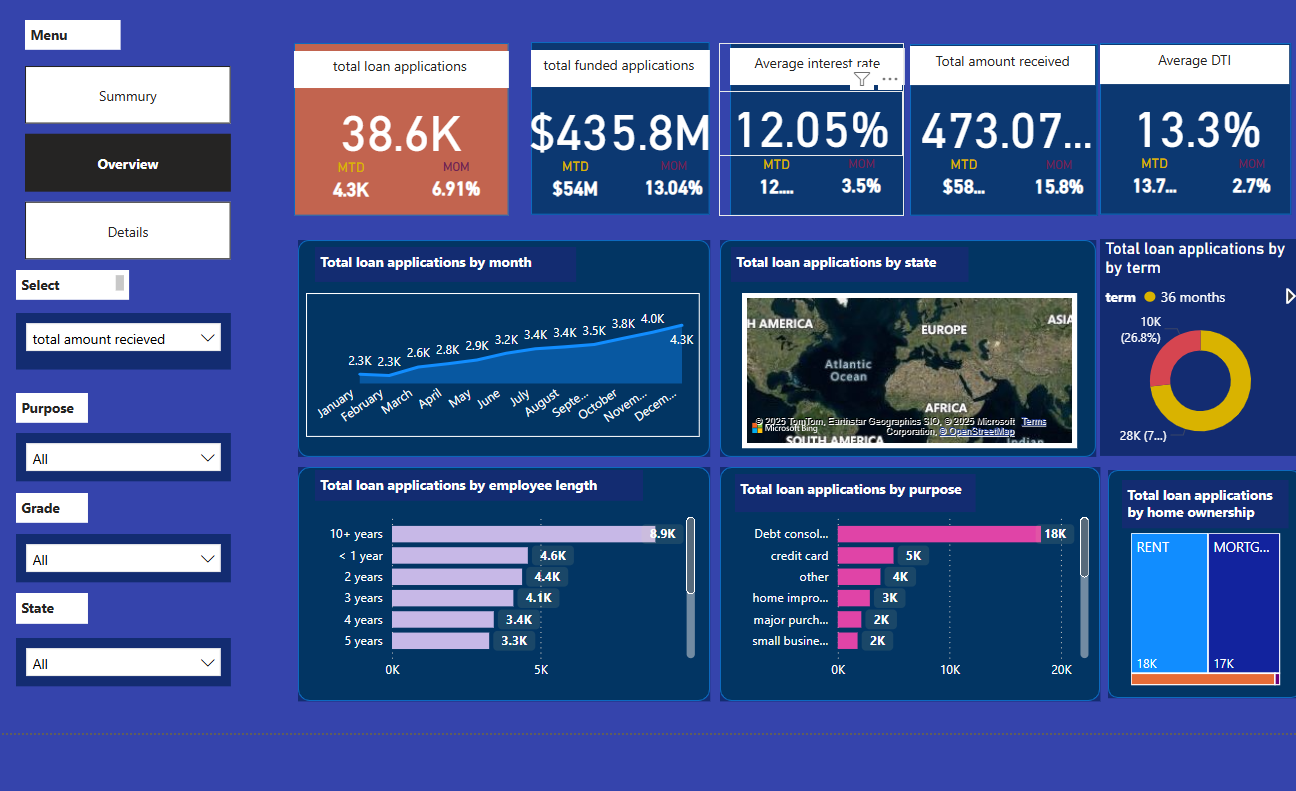 Menu
Summury
Overview
Details
Select
total amount recieved
Purpose
All
Grade
All
State
All
total loan applications
38.6K
MTD
MOM
4.3K
6.91%
total funded applications
$435.8M
MTD
MOM
$54M
13.04%
Average interest rate
12.05%
MTD
MOM
12....
3.5%
Total amount received
473.07...
MTD
MOM
$58...
15.8%
Average DTI
13.3%
MTD
MOM
13.7...
2.7%
Total loan applications by month
2.3K
2.3K
2.6K
2.8K
2.9K
3.2K
3.4K
3.4K
3.5K
3.8K
4.0K
4.3K
January
February
March
April
May
June
July
August
Septe...
October
Novem...
Decem...
Total loan applications by state
H AMERICA
EUROPE
ASIA
Atlantic
Ocean
AFRICA
© 2025 TomTom, Earthstar Geographics SIO, © 2025 Microsoft Terms
Corporation, © OpenStreetMap
Microsoft Bing
SOUTH AMERICA
Indian
Total loan applications by
by term
term 36 months
10K
(26.8%)
28K (7...)
Total loan applications by employee length
10+ years 8.9K
< 1 year 4.6K
2 years 4.4K
3 years 4.1K
4 years 3.4K
5 years 3.3K
0K 5K
Total loan applications by purpose
Debt consol... 18K
credit card 5K
other 4K
home impro... 3K
major purch... 2K
small busine... 2K
0K 10K 20K
Total loan applications
by home ownership
RENT
MORTG...
18K
17K